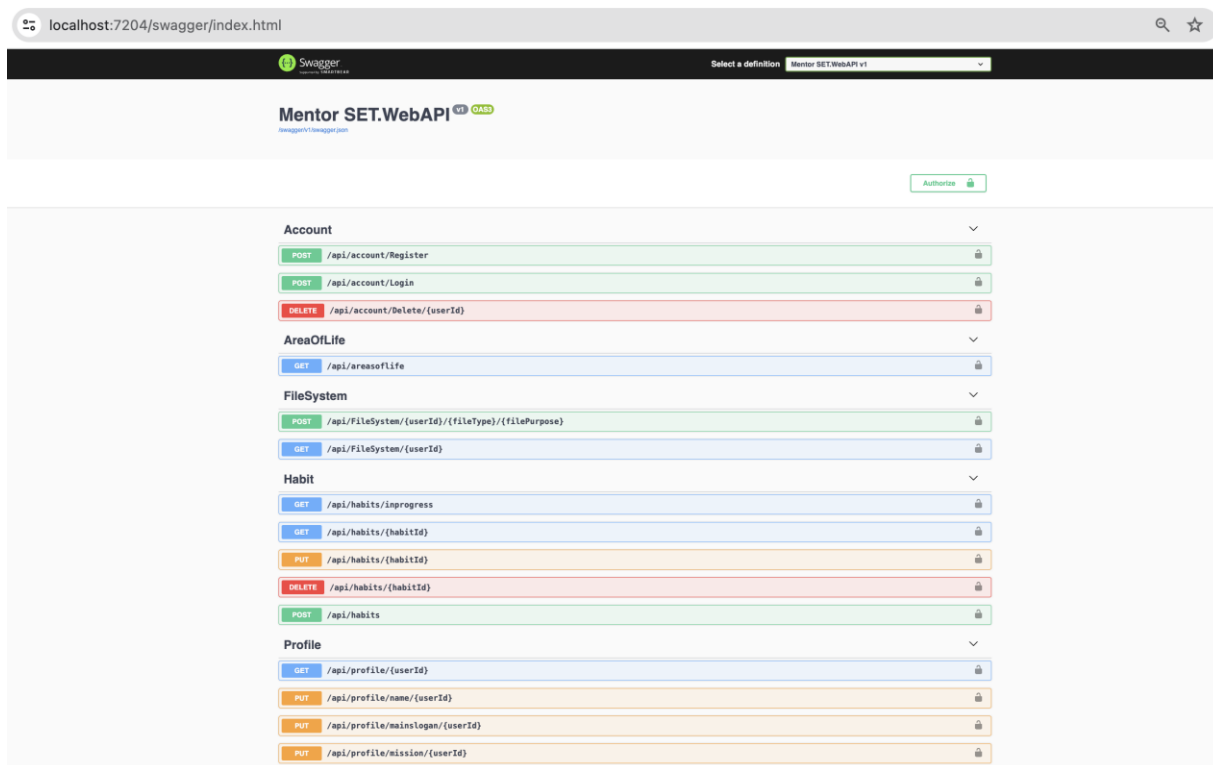 localhost:7204/swagger/index.html
Swagger
Supported by SMARTBEAR
Select a definition Mentor SET.WebAPI v1
Mentor SET.WebAPI v1 OAS3
/swagger/v1/swagger.json
Authorize
Account
POST /api/account/Register
POST /api/account/Login
DELETE /api/account/Delete/{userId}
AreaOfLife
GET /api/areasoflife
FileSystem
POST /api/FileSystem/{userId}/{fileType}/{filePurpose}
GET /api/FileSystem/{userId}
Habit
GET /api/habits/inprogress
GET /api/habits/{habitId}
PUT /api/habits/{habitId}
DELETE /api/habits/{habitId}
POST /api/habits
Profile
GET /api/profile/{userId}
PUT /api/profile/name/{userId}
PUT /api/profile/mainslogan/{userId}
PUT /api/profile/mission/{userId}